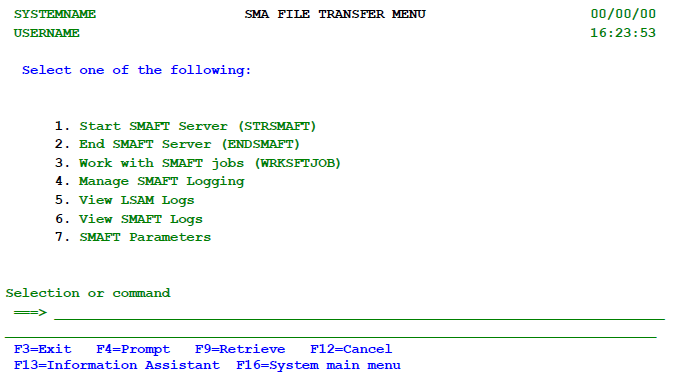 SYSTEMNAME SMA FILE TRANSFER MENU 00/00/00
USERNAME 16:23:53
Select one of the following:
1. Start SMAFT Server (STRSMAFT)
2. End SMAFT Server (ENDSMAFT)
3. Work with SMAFT jobs (WRKSFTJOB)
4. Manage SMAFT Logging
5. View LSAM Logs
6. View SMAFT Logs
7. SMAFT Parameters
Selection or command
===>
F3=Exit F4=Prompt F9=Retrieve F12=Cancel
F13=Information Assistant F16=System main menu